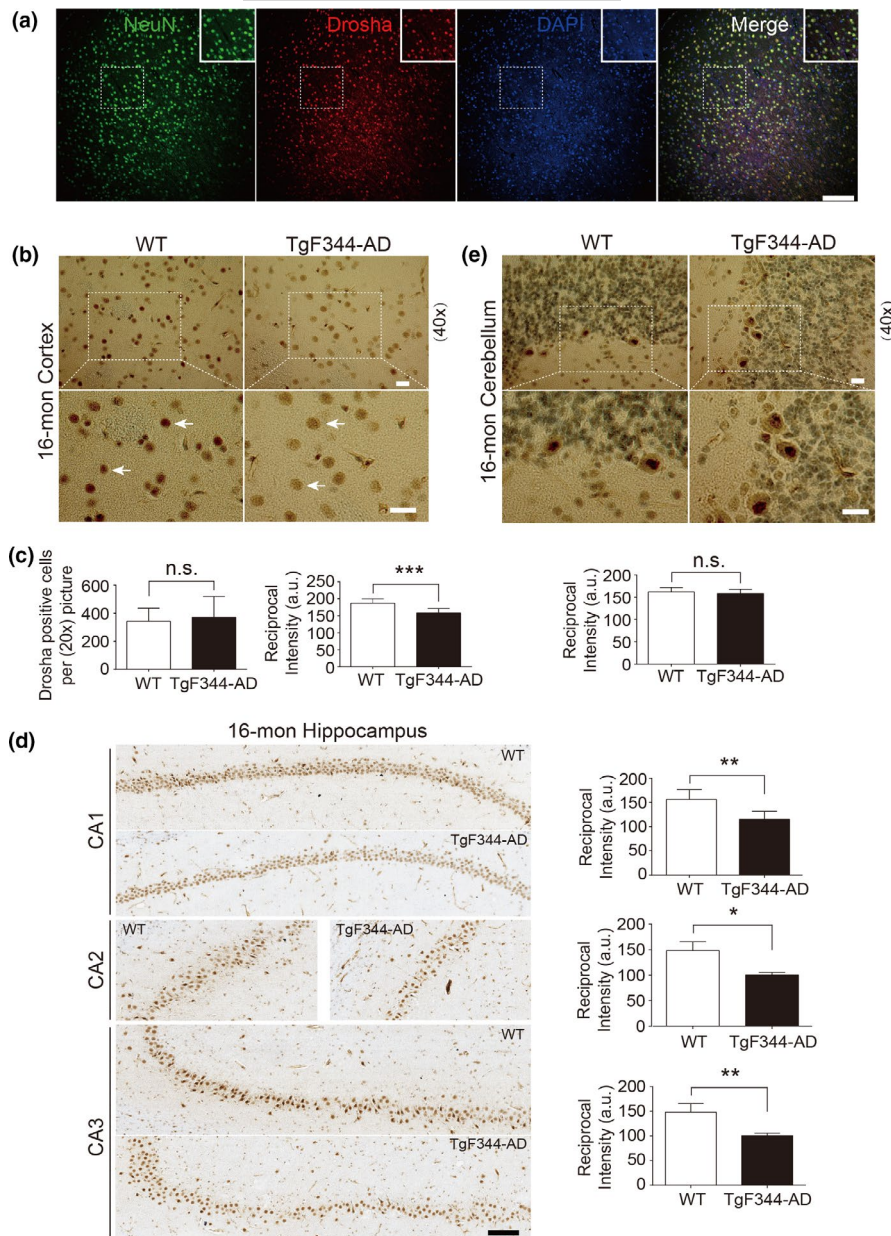 (a)
NeuN
Drosha
DAPI
Merge
(b)
WT
TgF344-AD
16-mon Cortex
(40x)
(e)
WT
TgF344-AD
16-mon Cerebellum
(40x)
(c)
Drosha positive cells
per (20x) picture
600
400
200
0
n.s.
WT
TgF344-AD
Reciprocal
Intensity (a.u.)
250
200
150
100
50
0
***
WT
TgF344-AD
Reciprocal
Intensity (a.u.)
200
150
100
50
0
n.s.
WT
TgF344-AD
(d)
16-mon Hippocampus
CA1
WT
TgF344-AD
CA2
WT
TgF344-AD
CA3
WT
TgF344-AD
Reciprocal
Intensity (a.u.)
200
150
100
50
0
**
WT
TgF344-AD
Reciprocal
Intensity (a.u.)
200
150
100
50
0
*
WT
TgF344-AD
Reciprocal
Intensity (a.u.)
200
150
100
50
0
**
WT
TgF344-AD